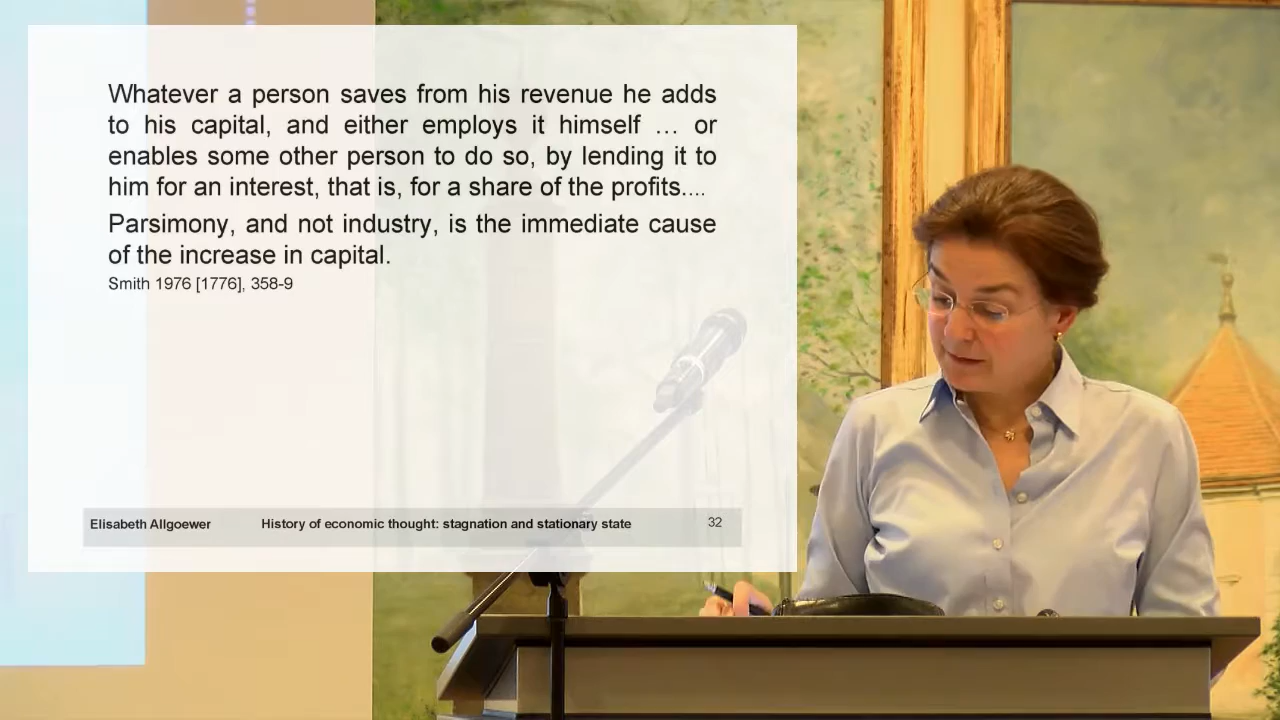 Whatever a person saves from his revenue he adds
to his capital, and either employs it himself … or
enables some other person to do so, by lending it to
him for an interest, that is, for a share of the profits....
Parsimony, and not industry, is the immediate cause
of the increase in capital.
Smith 1976 [1776], 358-9
Elisabeth Allgoewer History of economic thought: stagnation and stationary state 32